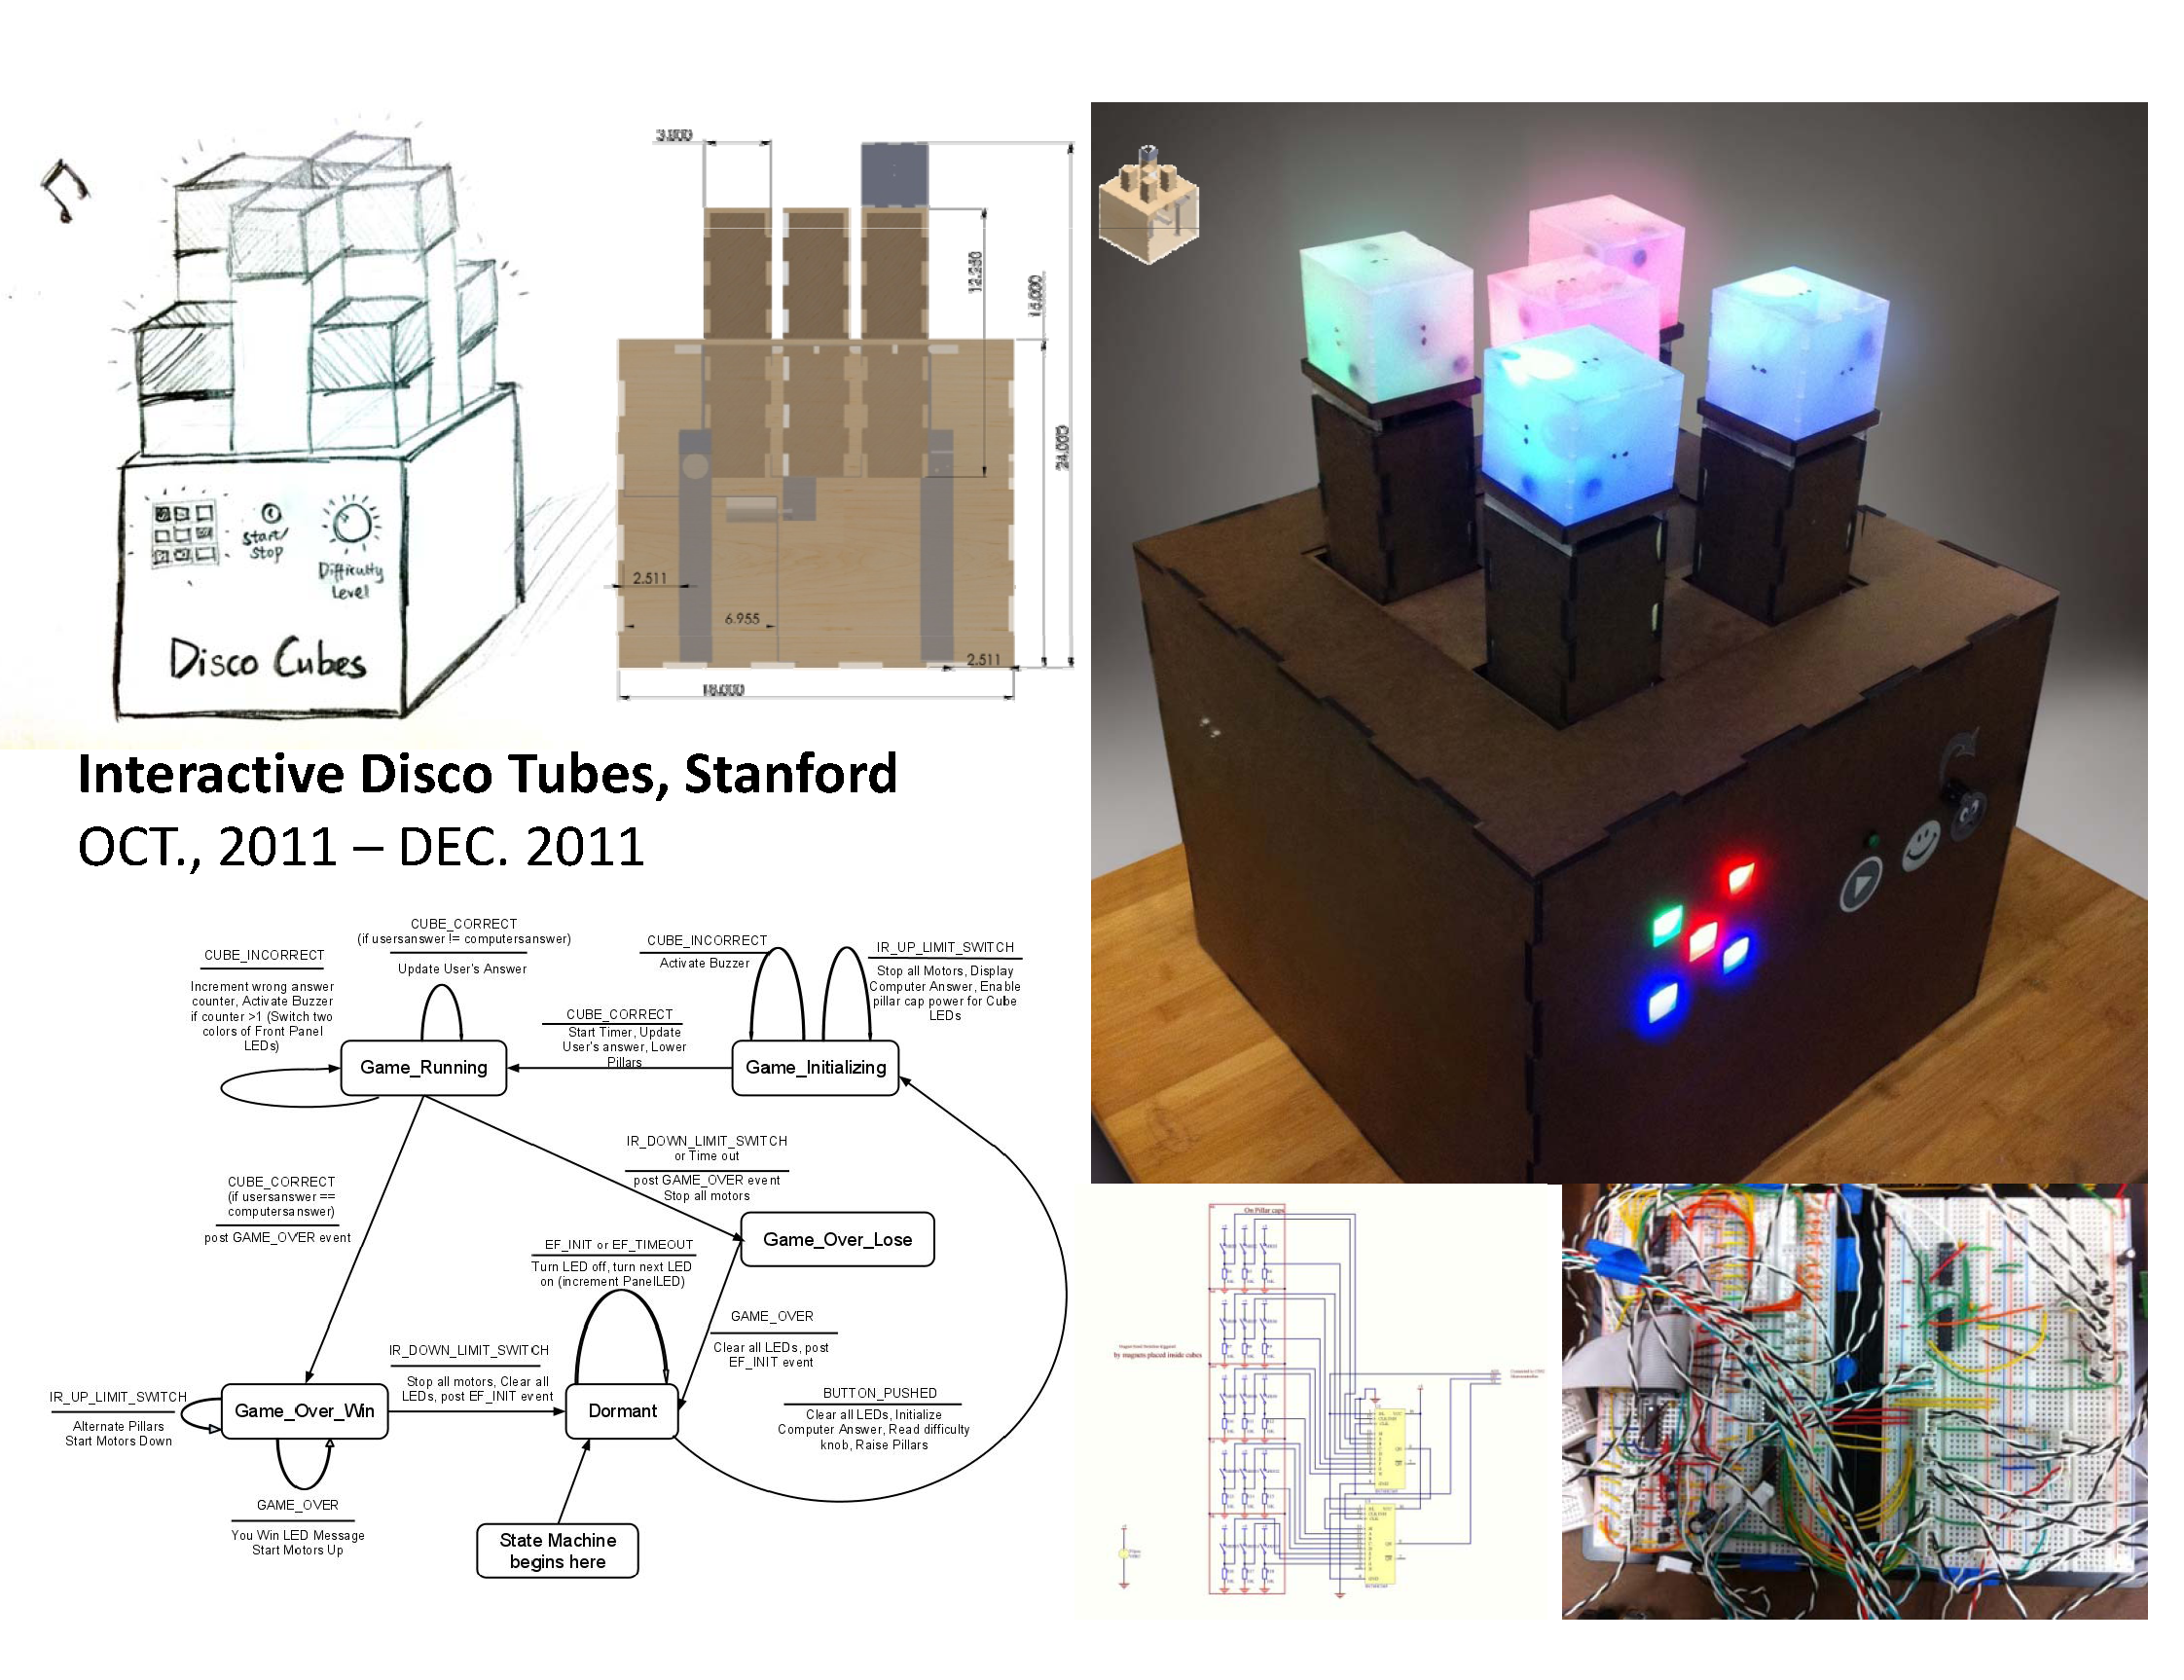 start/
stop
Difficulty
Level
Disco Cubes
12.250
24.000
2.511
6.955
2.511
Interactive Disco Tubes, Stanford
OCT., 2011 – DEC. 2011
CUBE_INCORRECT
Increment wrong answer
counter, Activate Buzzer
if counter >1 (Switch two
colors of Front Panel
LEDs)
CUBE_CORRECT
(if usersanswer != computersanswer)
Update User's Answer
CUBE_INCORRECT
Activate Buzzer
IR_UP_LIMIT_SWITCH
Stop all Motors, Display
Computer Answer, Enable
pillar cap power for Cube
LEDs
CUBE_CORRECT
Start Timer, Update
User's answer, Lower
Pillars
Game_Running
Game_Initializing
IR_DOWN_LIMIT_SWITCH
or Time out
post GAME_OVER event
Stop all motors
CUBE_CORRECT
(if usersanswer ==
computersanswer)
post GAME_OVER event
Game_Over_Lose
EF_INIT or EF_TIMEOUT
Turn LED off, turn next LED
on (increment PanelLED)
GAME_OVER
Clear all LEDs, post
EF_INIT event
IR_DOWN_LIMIT_SWITCH
Stop all motors, Clear all
LEDs, post EF_INIT event
BUTTON_PUSHED
Clear all LEDs, Initialize
Computer Answer, Read difficulty
knob, Raise Pillars
IR_UP_LIMIT_SWITCH
Alternate Pillars
Start Motors Down
Game_Over_Win
Dormant
GAME_OVER
You Win LED Message
Start Motors Up
State Machine
begins here
On Pillar caps
by magnets placed inside cubes